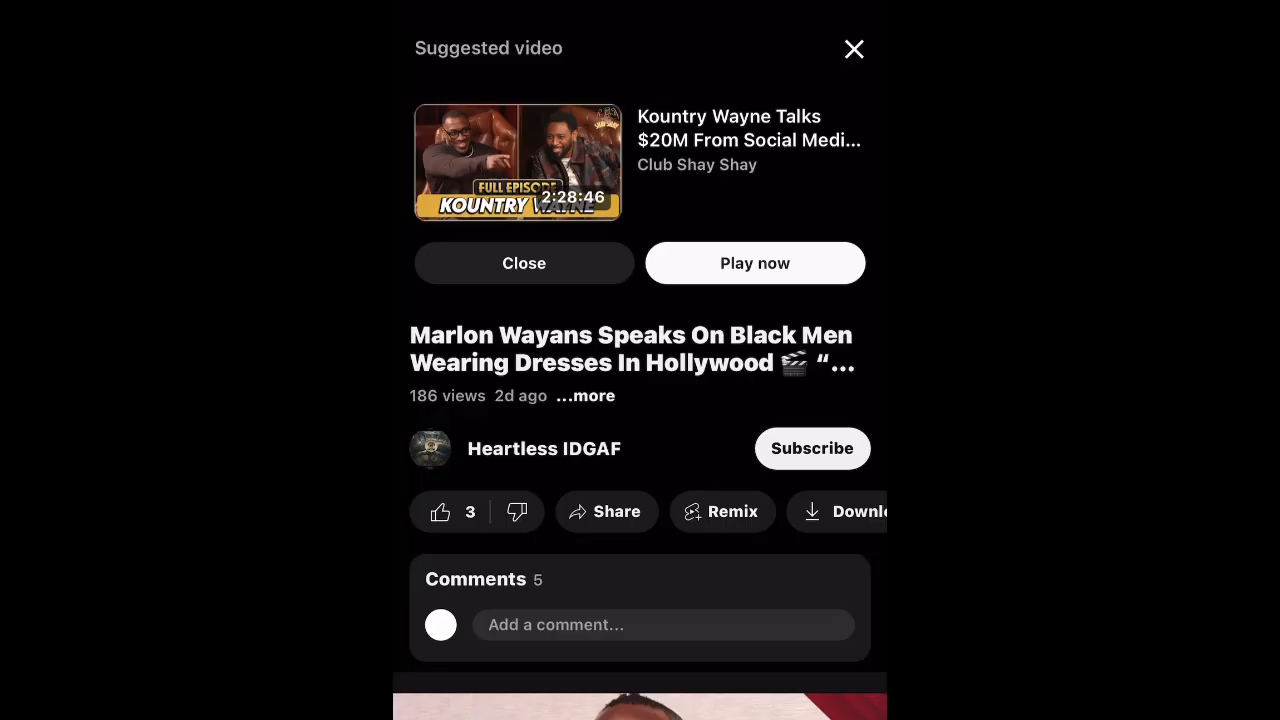 Suggested video
Kountry Wayne Talks
$20M From Social Medi...
Club Shay Shay
FULL EPISODE
2:28:46
KOUNTRY WAYNE
Close
Play now
Marlon Wayans Speaks On Black Men
Wearing Dresses In Hollywood 🎬 “...
186 views 2d ago ...more
Heartless IDGAF
Subscribe
3
Share
Remix
Downlo
Comments 5
Add a comment...